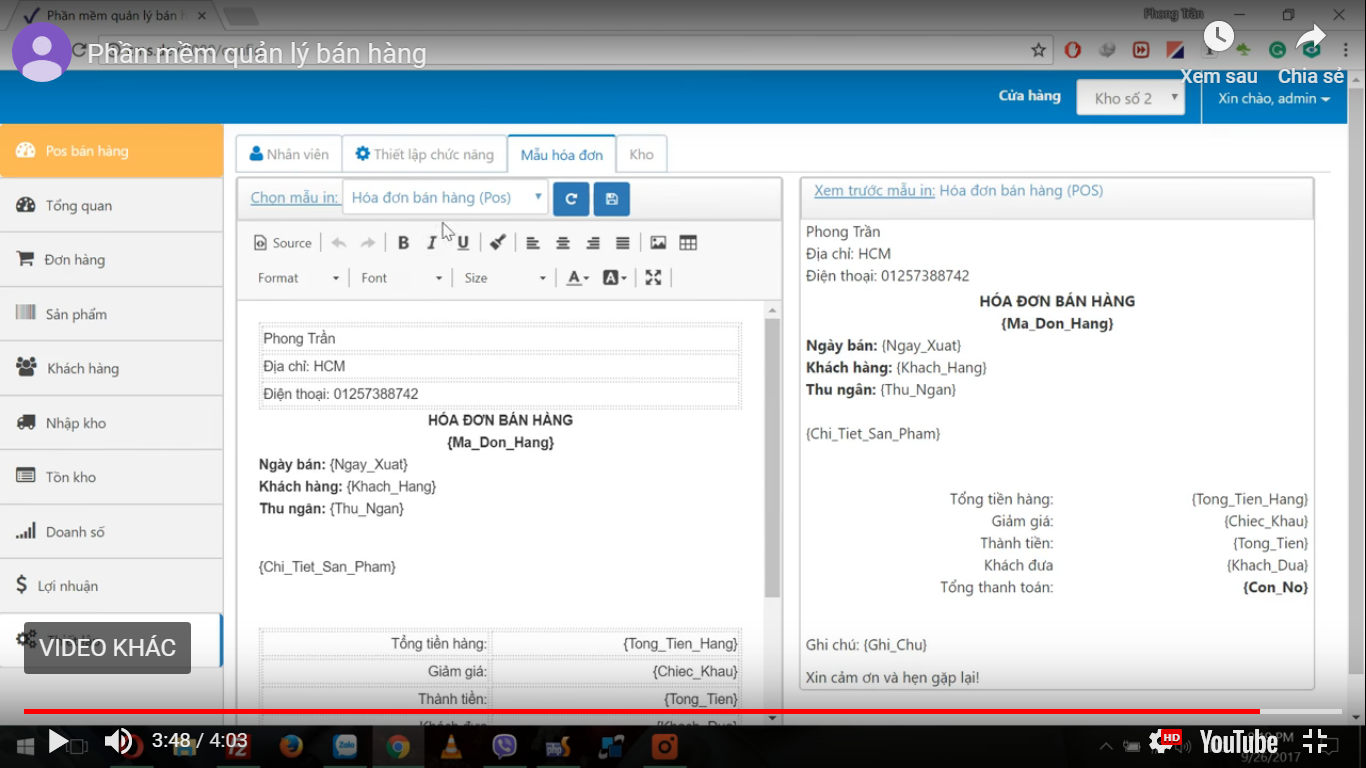 Phần mềm quản lý bán h
Phong Trần
Phần mềm quản lý bán hàng
Xem sau
Chia sẻ
Cửa hàng
Kho số 2
Xin chào, admin
Pos bán hàng
Tổng quan
Đơn hàng
Sản phẩm
Khách hàng
Nhập kho
Tồn kho
Doanh số
$ Lợi nhuận
VIDEO KHÁC
Nhân viên
Thiết lập chức năng
Mẫu hóa đơn
Kho
Chọn mẫu in: Hóa đơn bán hàng (Pos)
Source B I U
Format Font Size A A
Phong Trần
Địa chỉ: HCM
Điện thoại: 01257388742
HÓA ĐƠN BÁN HÀNG
{Ma_Don_Hang}
Ngày bán: {Ngay_Xuat}
Khách hàng: {Khach_Hang}
Thu ngân: {Thu_Ngan}
{Chi_Tiet_San_Pham}
Tổng tiền hàng: {Tong_Tien_Hang}
Giảm giá: {Chiec_Khau}
Thành tiền: {Tong_Tien}
Khách đưa {Khach_Dua}
Xem trước mẫu in: Hóa đơn bán hàng (POS)
Phong Trần
Địa chỉ: HCM
Điện thoại: 01257388742
HÓA ĐƠN BÁN HÀNG
{Ma_Don_Hang}
Ngày bán: {Ngay_Xuat}
Khách hàng: {Khach_Hang}
Thu ngân: {Thu_Ngan}
{Chi_Tiet_San_Pham}
Tổng tiền hàng: {Tong_Tien_Hang}
Giảm giá: {Chiec_Khau}
Thành tiền: {Tong_Tien}
Khách đưa {Khach_Dua}
Tổng thanh toán: {Con_No}
Ghi chú: {Ghi_Chu}
Xin cảm ơn và hẹn gặp lại!
3:48 / 4:03
HD
YouTube
PM
9/26/2017